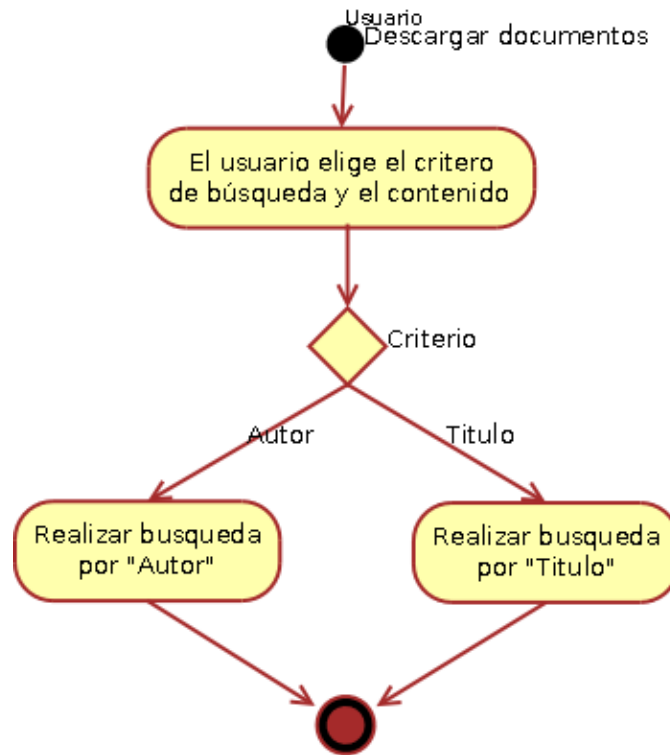 Usuario
Descargar documentos
El usuario elige el critero
de búsqueda y el contenido
Criterio
Autor
Titulo
Realizar busqueda
por "Autor"
Realizar busqueda
por "Titulo"